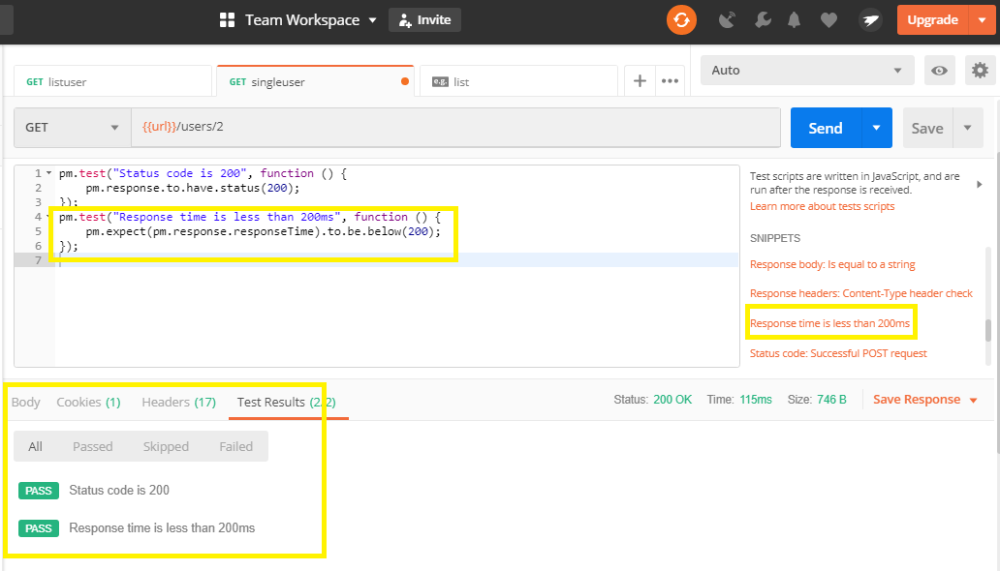 Team Workspace Invite Upgrade
GET listuser GET singleuser e.g. list ••• Auto
GET {{url}}/users/2 Send Save
1 pm.test("Status code is 200", function () {
2 pm.response.to.have.status(200);
3 });
4 pm.test("Response time is less than 200ms", function () {
5 pm.expect(pm.response.responseTime).to.be.below(200);
6 });
7
Test scripts are written in JavaScript, and are
run after the response is received.
Learn more about tests scripts
SNIPPETS
Response body: Is equal to a string
Response headers: Content-Type header check
Response time is less than 200ms
Status code: Successful POST request
Body Cookies (1) Headers (17) Test Results (2/2) Status: 200 OK Time: 115ms Size: 746 B Save Response
All Passed Skipped Failed
PASS Status code is 200
PASS Response time is less than 200ms